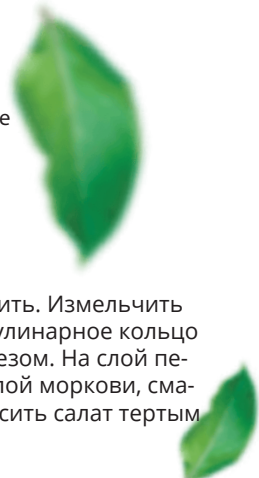 е
ить. Измельчить
улинарное кольцо
езом. На слой пе-
лой моркови, сма-
сить салат тертым